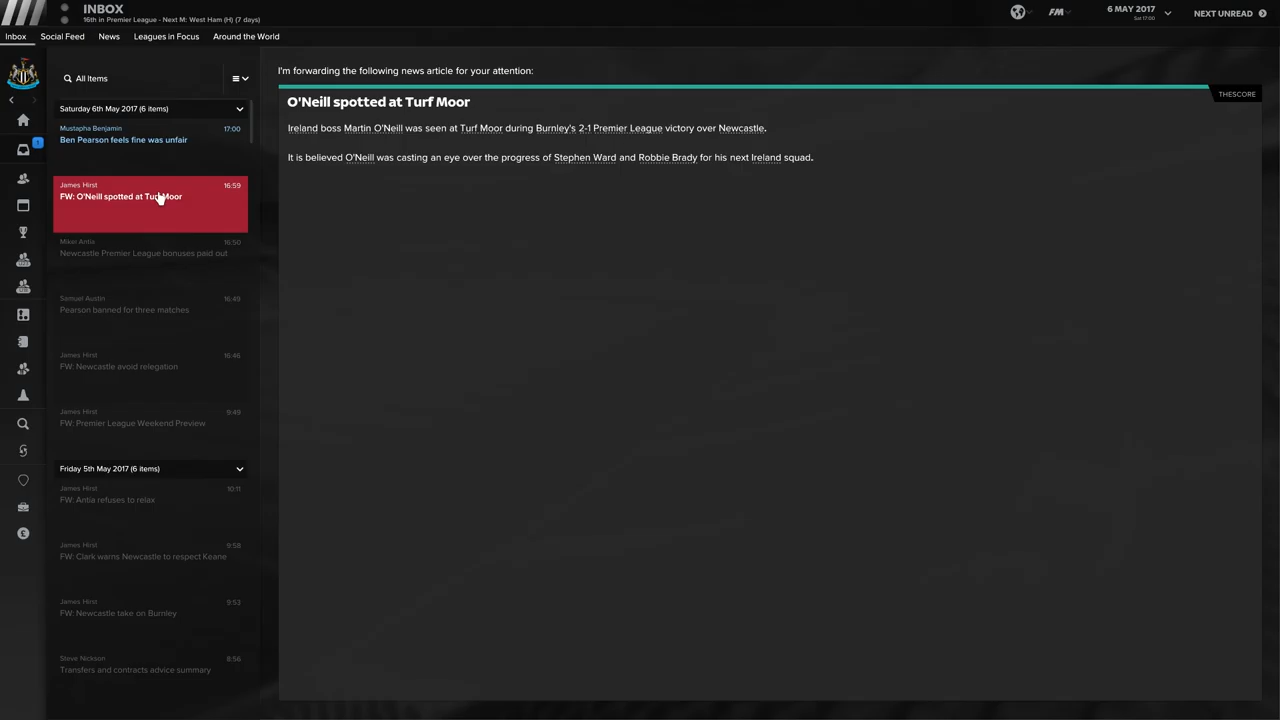 INBOX
16th in Premier League - Next M: West Ham (H) (7 days)
FM
6 MAY 2017
Sat 17:00
NEXT UNREAD
Inbox
Social Feed
News
Leagues in Focus
Around the World
All Items
Saturday 6th May 2017 (6 items)
Mustapha Benjamin 17:00
Ben Pearson feels fine was unfair
James Hirst 16:59
FW: O'Neill spotted at Turf Moor
Mikel Antia 16:50
Newcastle Premier League bonuses paid out
Samuel Austin 16:49
Pearson banned for three matches
James Hirst 16:46
FW: Newcastle avoid relegation
James Hirst 9:49
FW: Premier League Weekend Preview
Friday 5th May 2017 (6 items)
James Hirst 10:11
FW: Antia refuses to relax
James Hirst 9:58
FW: Clark warns Newcastle to respect Keane
James Hirst 9:53
FW: Newcastle take on Burnley
Steve Nickson 8:56
Transfers and contracts advice summary
1
I'm forwarding the following news article for your attention:
THESCORE
O'Neill spotted at Turf Moor
Ireland boss Martin O'Neill was seen at Turf Moor during Burnley's 2-1 Premier League victory over Newcastle.
It is believed O'Neill was casting an eye over the progress of Stephen Ward and Robbie Brady for his next Ireland squad.